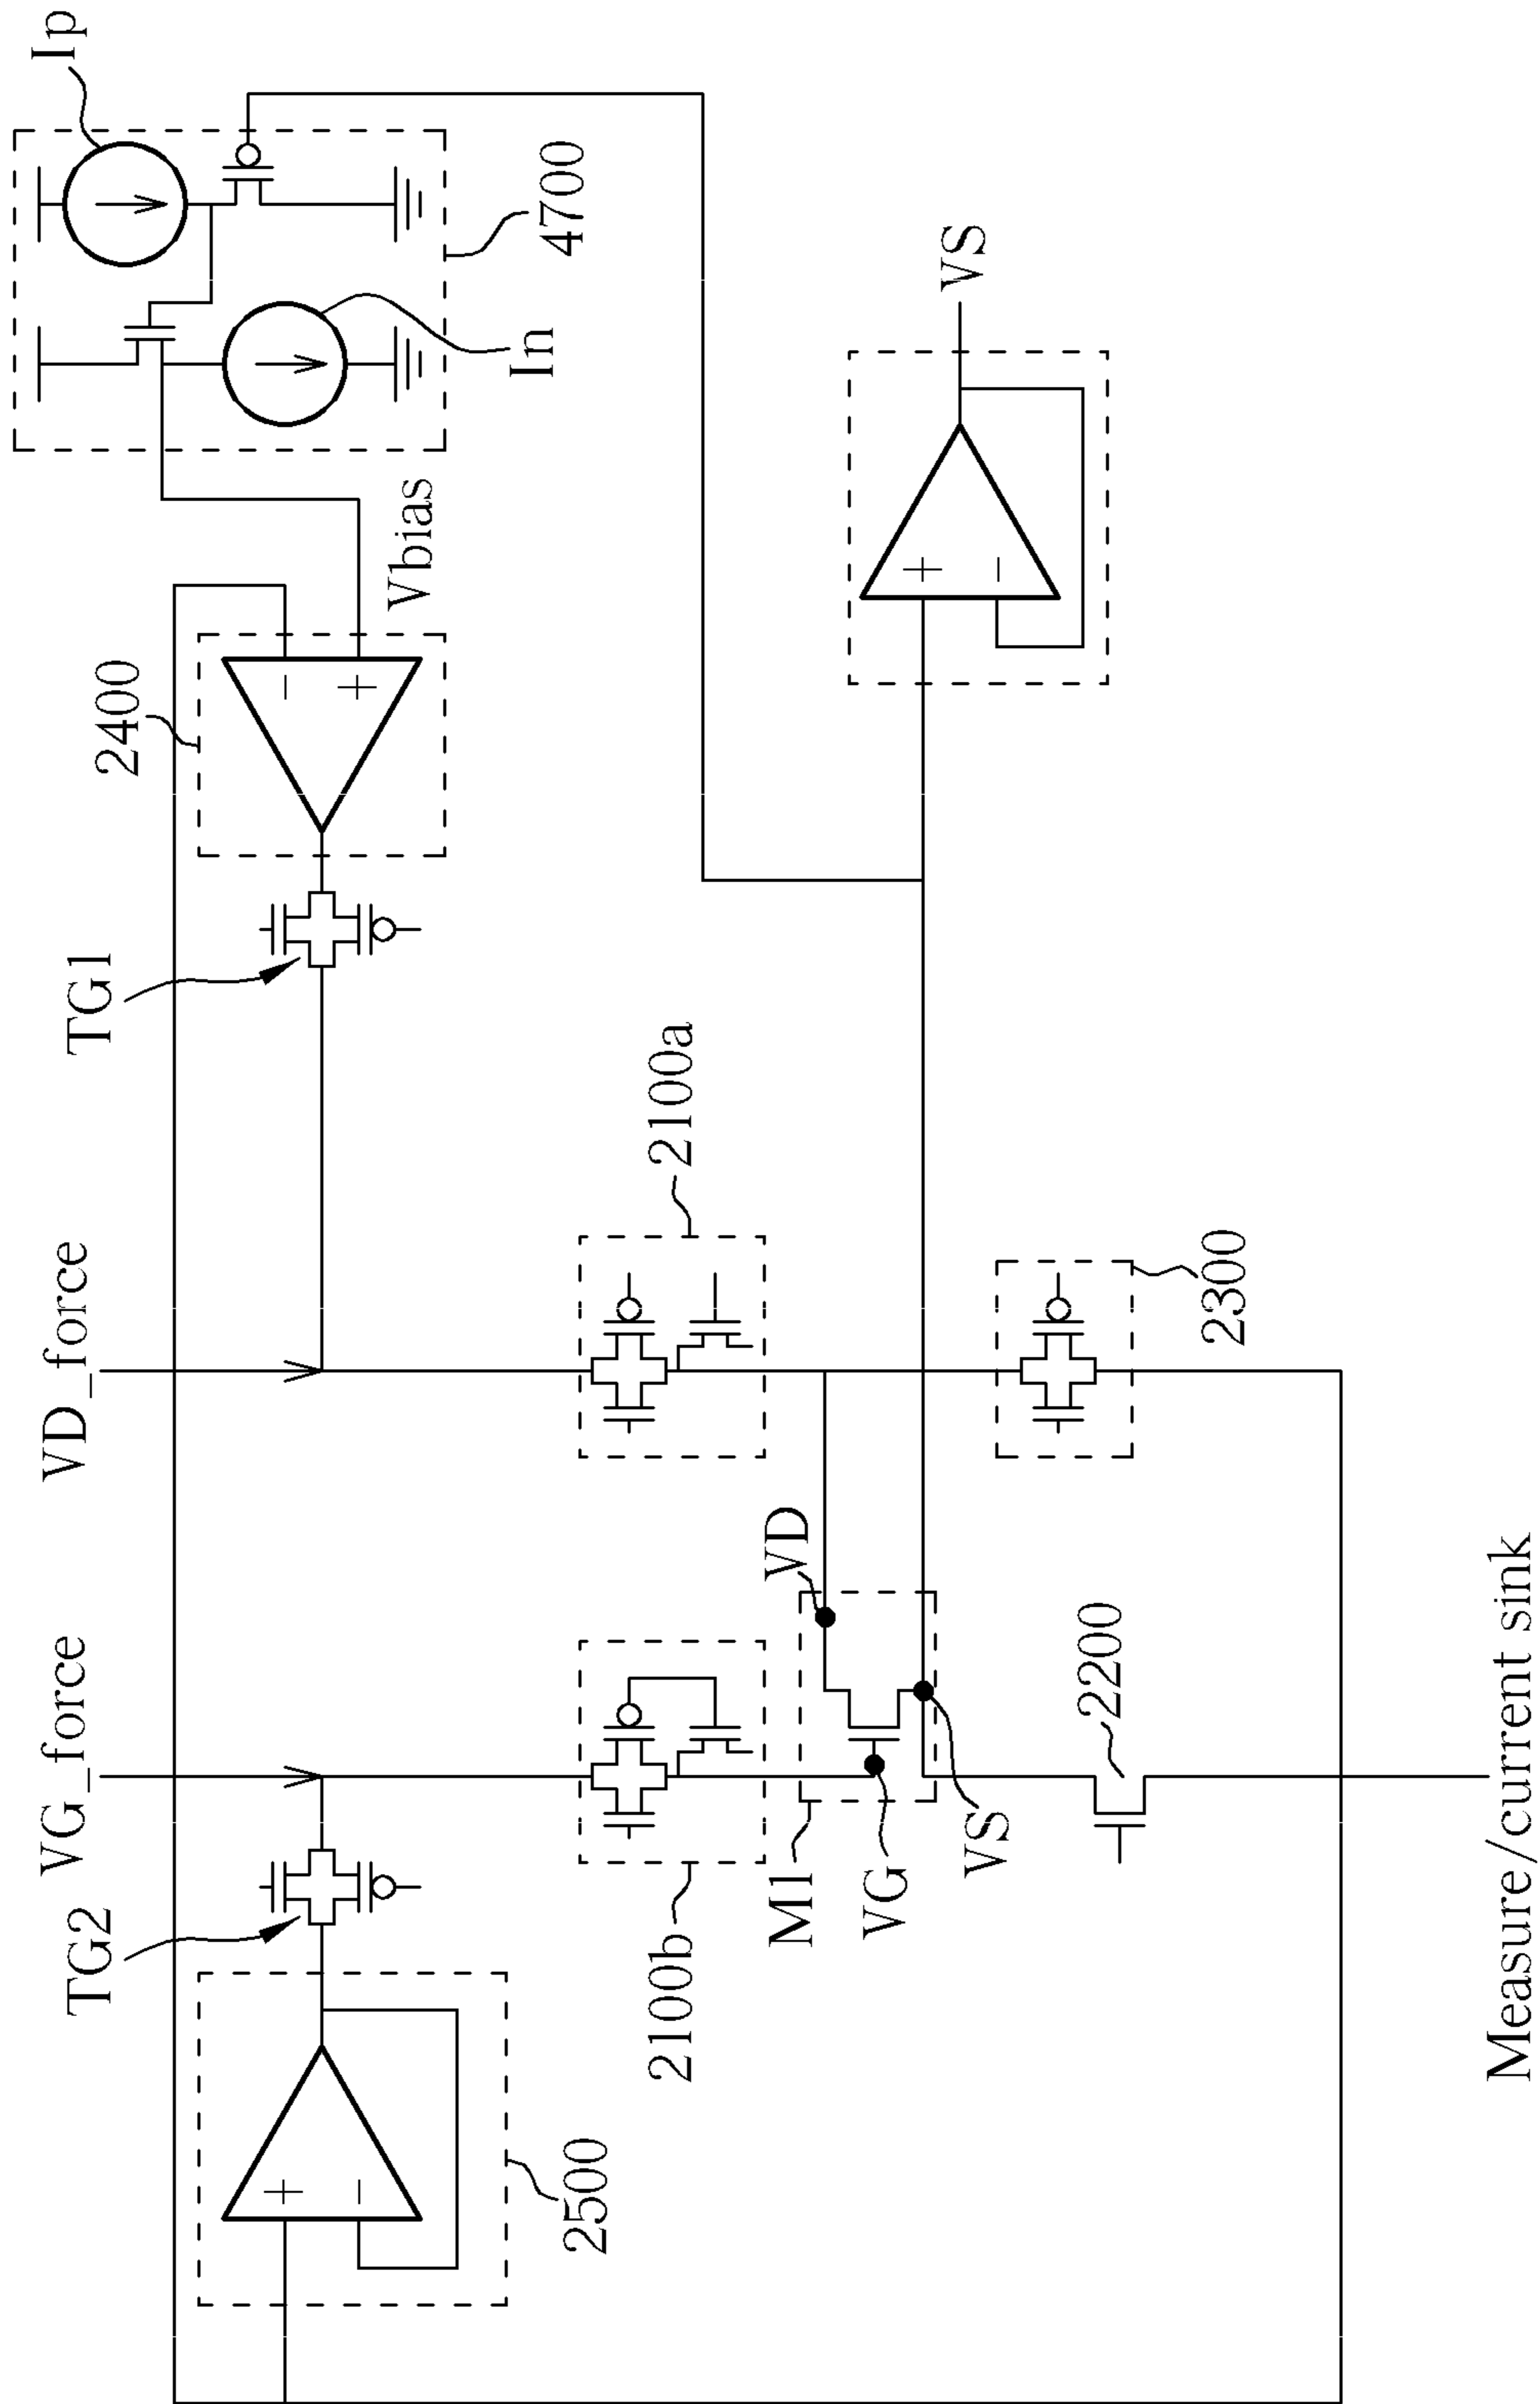 VG_force
VD_force
TG2
TG1
2400
Vbias
Ip
In
4700
2500
2100b
2100a
M1
VD
VG
VS
VS
2200
2300
Measure/current sink
+
−
−
+
+
−